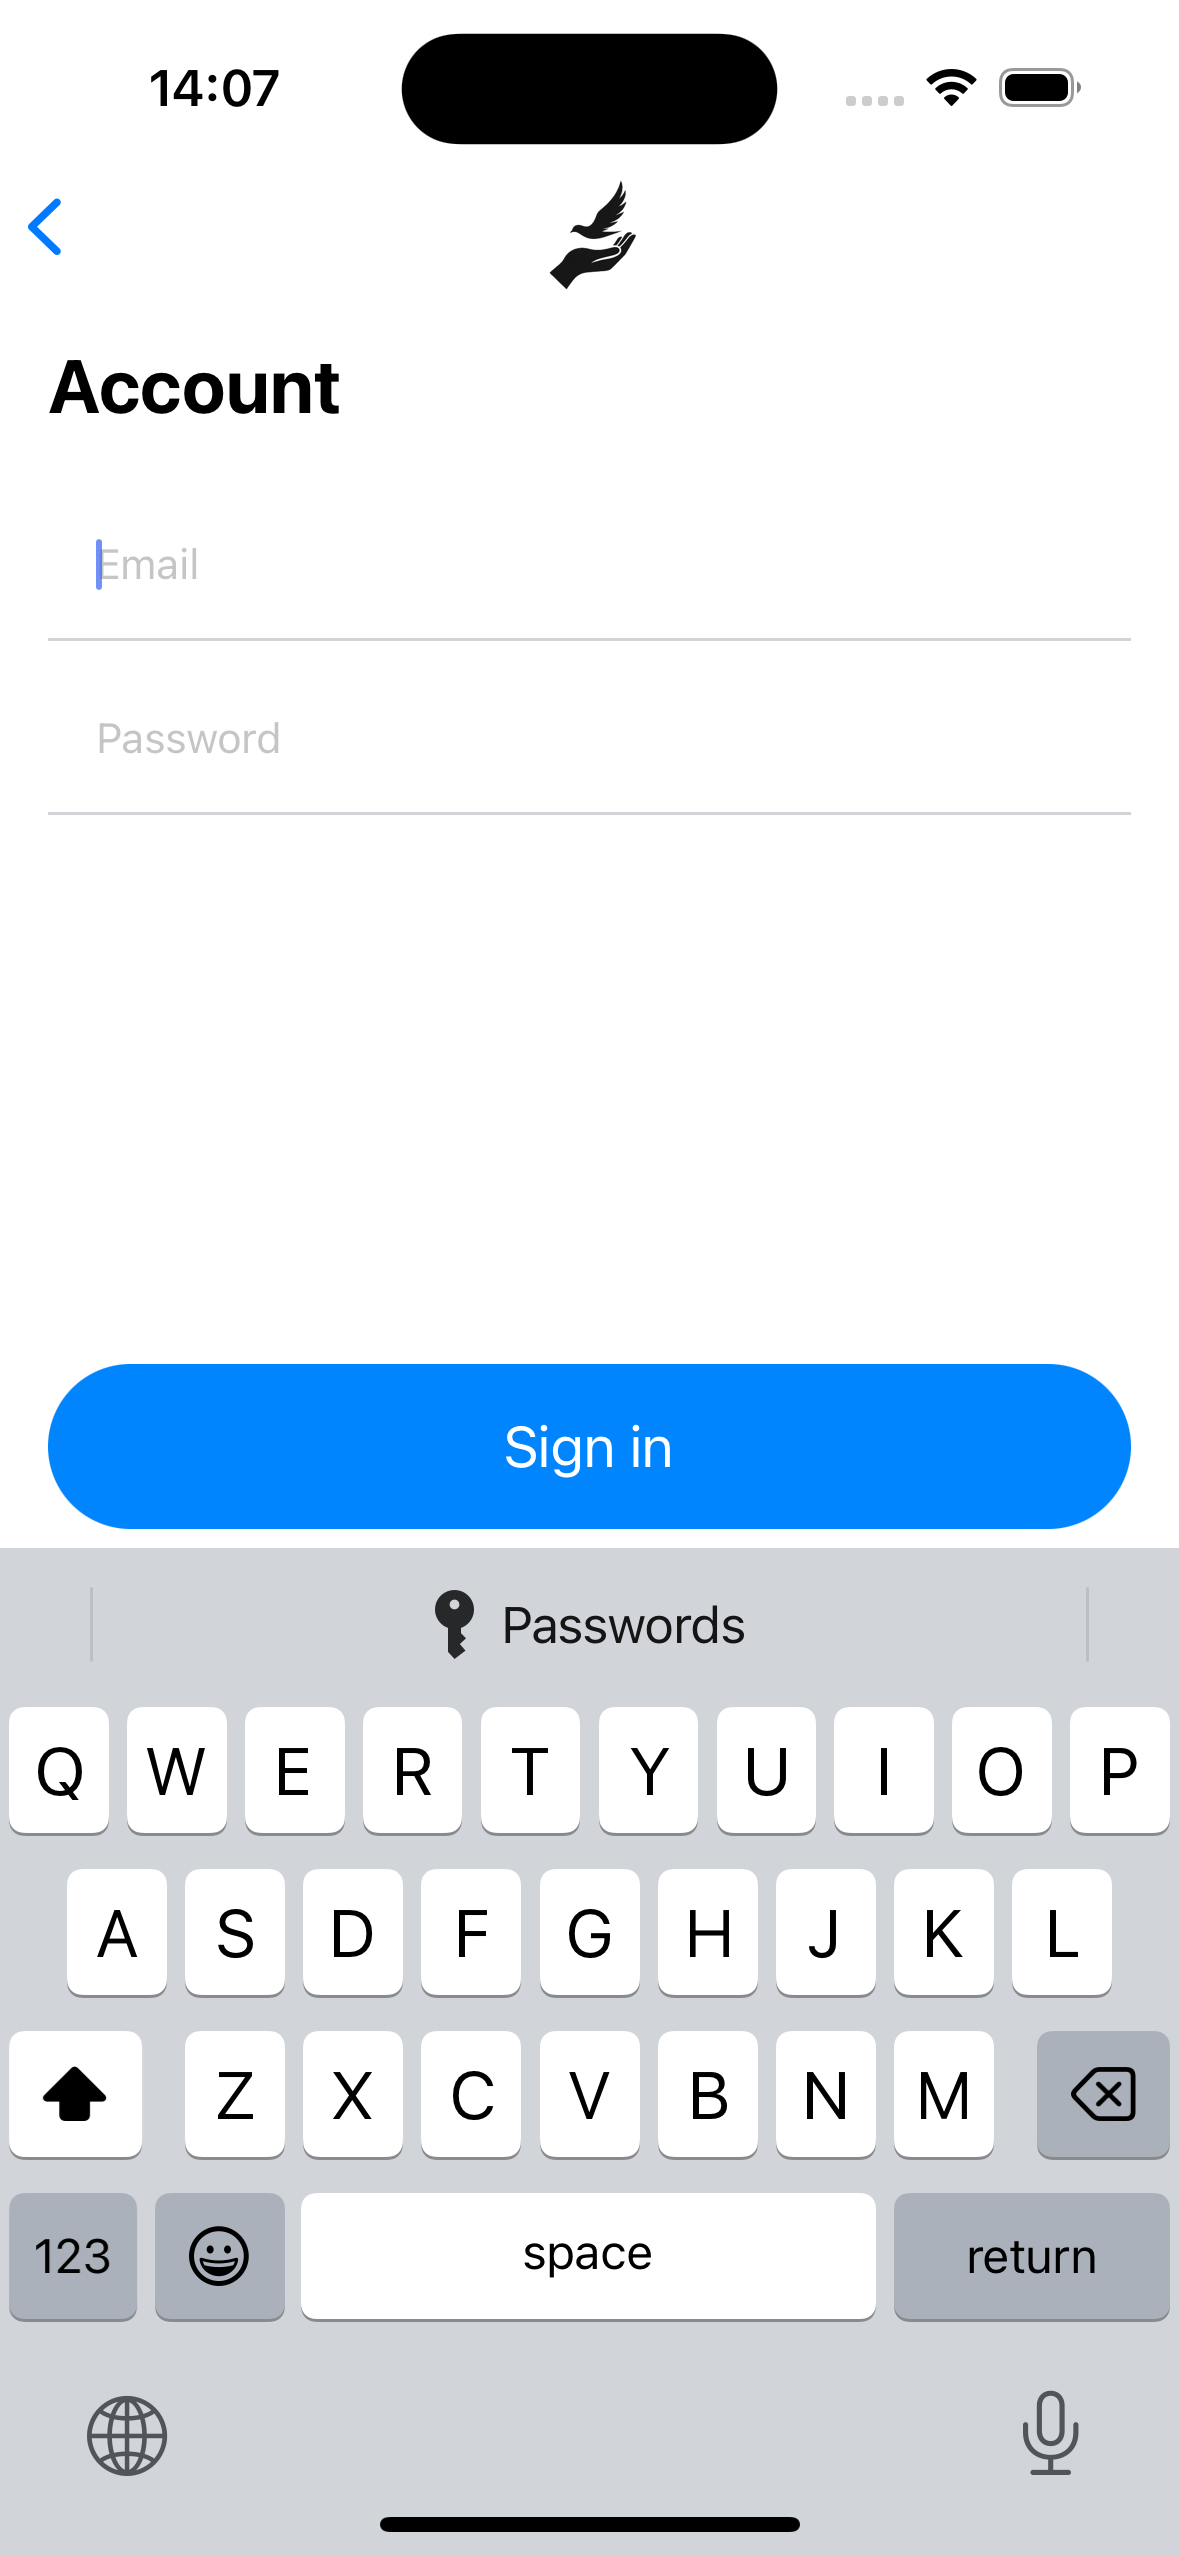 14:07
Account
Email
Password
Sign in
Passwords
Q W E R T Y U I O P
A S D F G H J K L
Z X C V B N M
123 space return